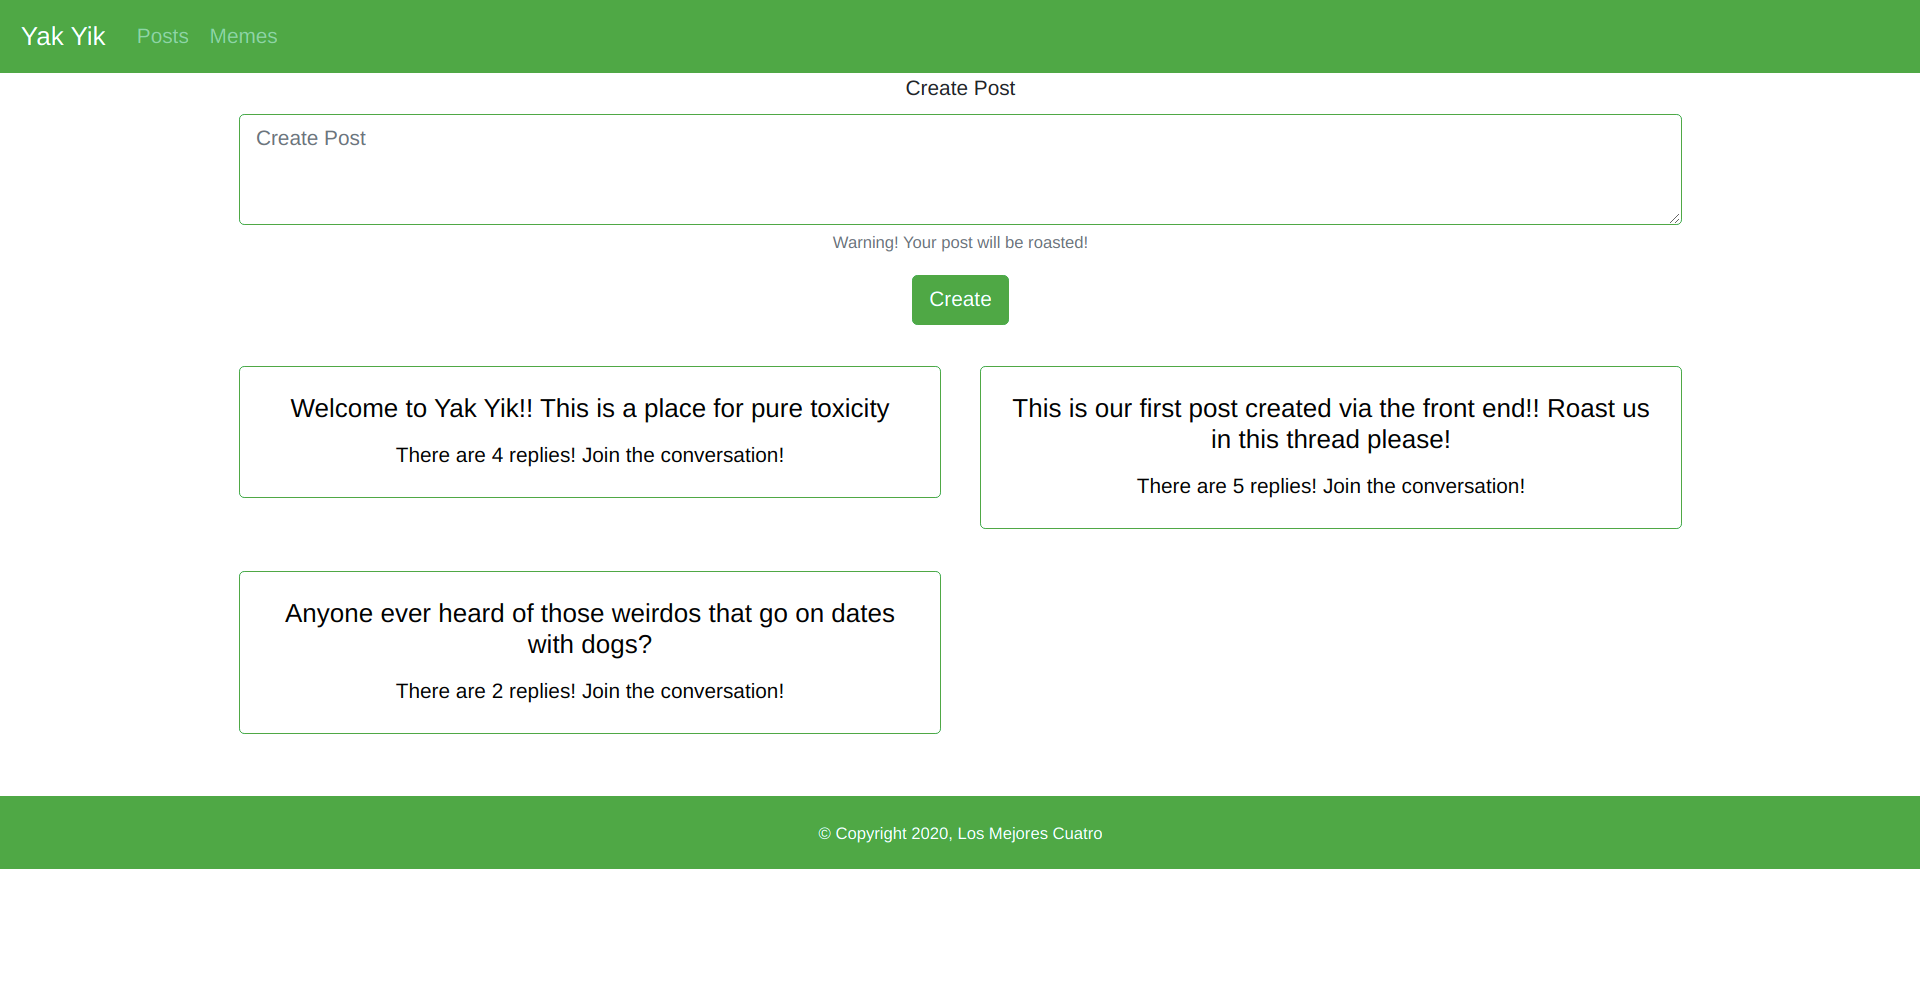 Yak Yik Posts Memes
Create Post
Create Post
Warning! Your post will be roasted!
Create
Welcome to Yak Yik!! This is a place for pure toxicity
There are 4 replies! Join the conversation!
This is our first post created via the front end!! Roast us
in this thread please!
There are 5 replies! Join the conversation!
Anyone ever heard of those weirdos that go on dates
with dogs?
There are 2 replies! Join the conversation!
© Copyright 2020, Los Mejores Cuatro